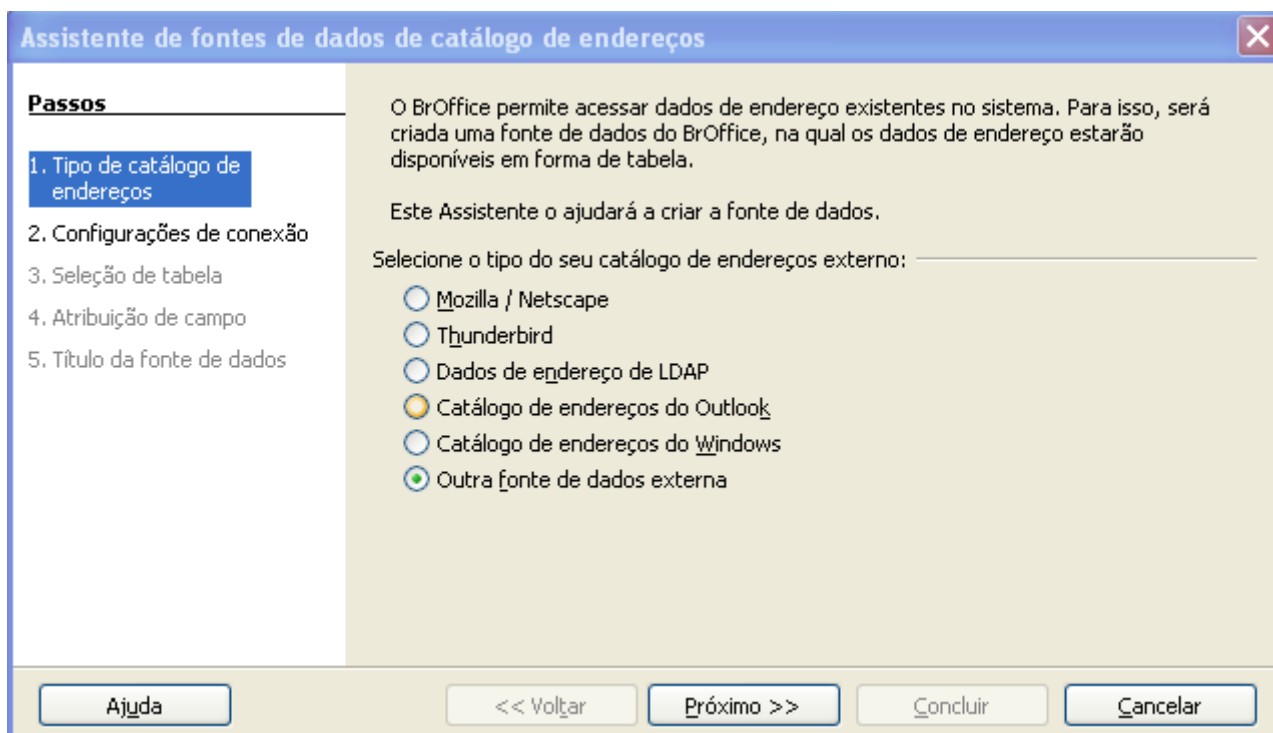 Assistente de fontes de dados de catálogo de endereços
Passos
1. Tipo de catálogo de
endereços
2. Configurações de conexão
3. Seleção de tabela
4. Atribuição de campo
5. Título da fonte de dados
O BrOffice permite acessar dados de endereço existentes no sistema. Para isso, será
criada uma fonte de dados do BrOffice, na qual os dados de endereço estarão
disponíveis em forma de tabela.
Este Assistente o ajudará a criar a fonte de dados.
Selecione o tipo do seu catálogo de endereços externo:
Mozilla / Netscape
Thunderbird
Dados de endereço de LDAP
Catálogo de endereços do Outlook
Catálogo de endereços do Windows
Outra fonte de dados externa
Ajuda
<< Voltar
Próximo >>
Concluir
Cancelar